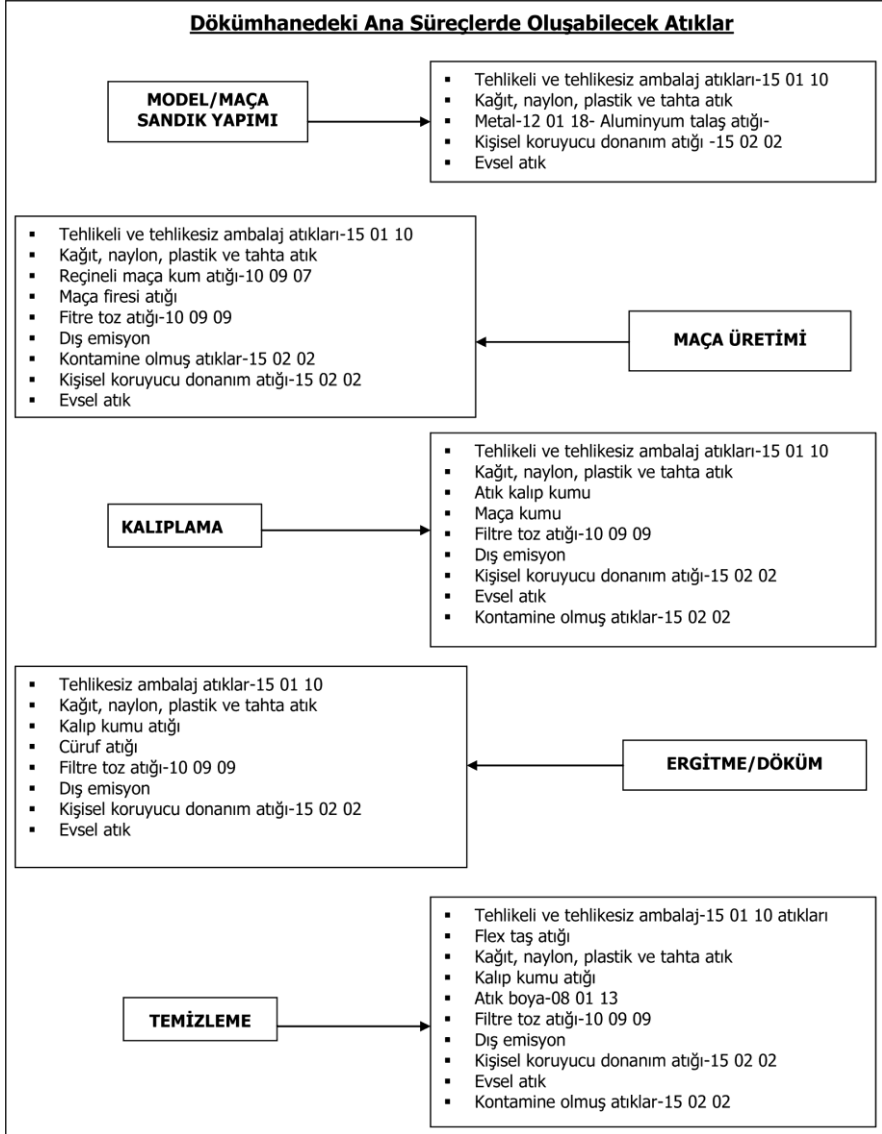 Dökümhanedeki Ana Süreçlerde Oluşabilecek Atıklar
MODEL/MAÇA
SANDIK YAPIMI
▪ Tehlikeli ve tehlikesiz ambalaj atıkları-15 01 10
▪ Kağıt, naylon, plastik ve tahta atık
▪ Metal-12 01 18- Aluminyum talaş atığı-
▪ Kişisel koruyucu donanım atığı -15 02 02
▪ Evsel atık
▪ Tehlikeli ve tehlikesiz ambalaj atıkları-15 01 10
▪ Kağıt, naylon, plastik ve tahta atık
▪ Reçineli maça kum atığı-10 09 07
▪ Maça firesi atığı
▪ Fitre toz atığı-10 09 09
▪ Dış emisyon
▪ Kontamine olmuş atıklar-15 02 02
▪ Kişisel koruyucu donanım atığı-15 02 02
▪ Evsel atık
MAÇA ÜRETİMİ
KALIPLAMA
▪ Tehlikeli ve tehlikesiz ambalaj atıkları-15 01 10
▪ Kağıt, naylon, plastik ve tahta atık
▪ Atık kalıp kumu
▪ Maça kumu
▪ Filtre toz atığı-10 09 09
▪ Dış emisyon
▪ Kişisel koruyucu donanım atığı-15 02 02
▪ Evsel atık
▪ Kontamine olmuş atıklar-15 02 02
▪ Tehlikesiz ambalaj atıklar-15 01 10
▪ Kağıt, naylon, plastik ve tahta atık
▪ Kalıp kumu atığı
▪ Cüruf atığı
▪ Filtre toz atığı-10 09 09
▪ Dış emisyon
▪ Kişisel koruyucu donanım atığı-15 02 02
▪ Evsel atık
ERGİTME/DÖKÜM
TEMİZLEME
▪ Tehlikeli ve tehlikesiz ambalaj-15 01 10 atıkları
▪ Flex taş atığı
▪ Kağıt, naylon, plastik ve tahta atık
▪ Kalıp kumu atığı
▪ Atık boya-08 01 13
▪ Filtre toz atığı-10 09 09
▪ Dış emisyon
▪ Kişisel koruyucu donanım atığı-15 02 02
▪ Evsel atık
▪ Kontamine olmuş atıklar-15 02 02